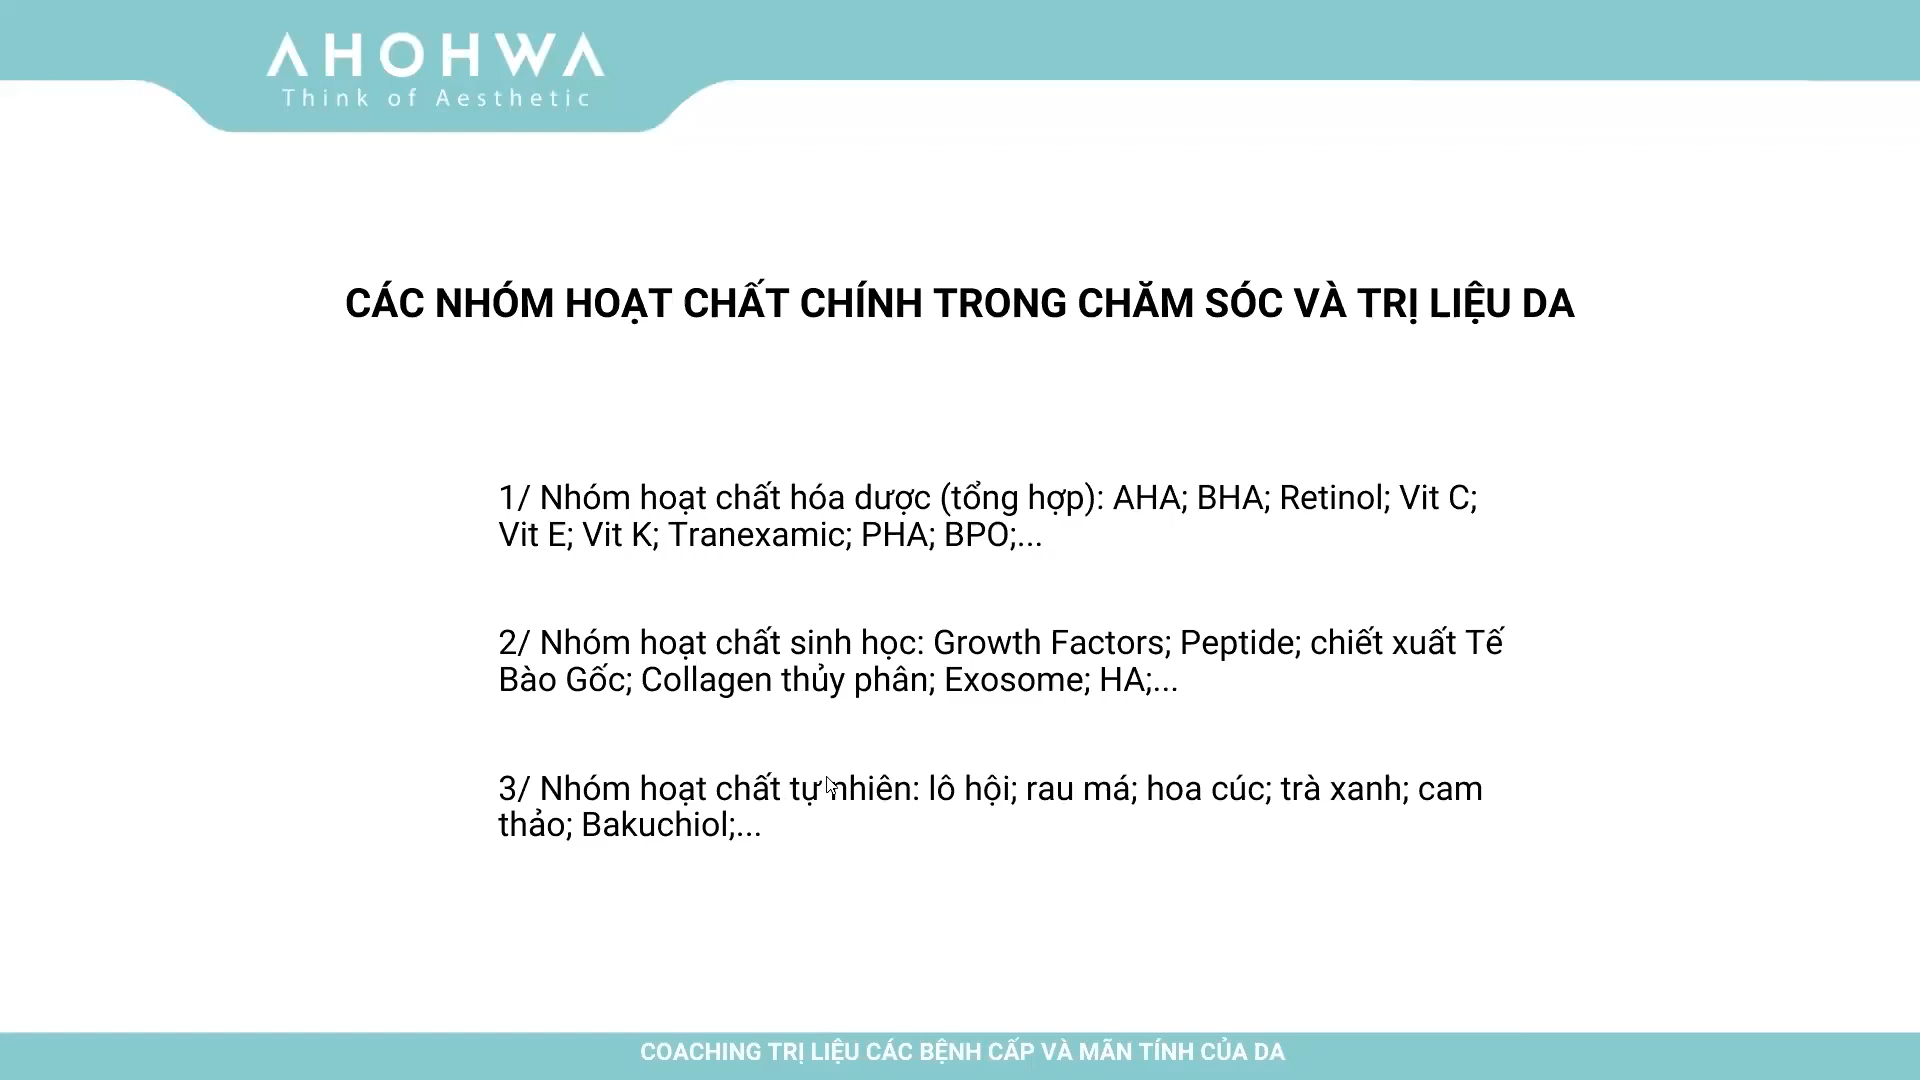 AHOHWA
Think of Aesthetic
CÁC NHÓM HOẠT CHẤT CHÍNH TRONG CHĂM SÓC VÀ TRỊ LIỆU DA
1/ Nhóm hoạt chất hóa dược (tổng hợp): AHA; BHA; Retinol; Vit C;
Vit E; Vit K; Tranexamic; PHA; BPO;...
2/ Nhóm hoạt chất sinh học: Growth Factors; Peptide; chiết xuất Tế
Bào Gốc; Collagen thủy phân; Exosome; HA;...
3/ Nhóm hoạt chất tự nhiên: lô hội; rau má; hoa cúc; trà xanh; cam
thảo; Bakuchiol;...
COACHING TRỊ LIỆU CÁC BỆNH CẤP VÀ MÃN TÍNH CỦA DA